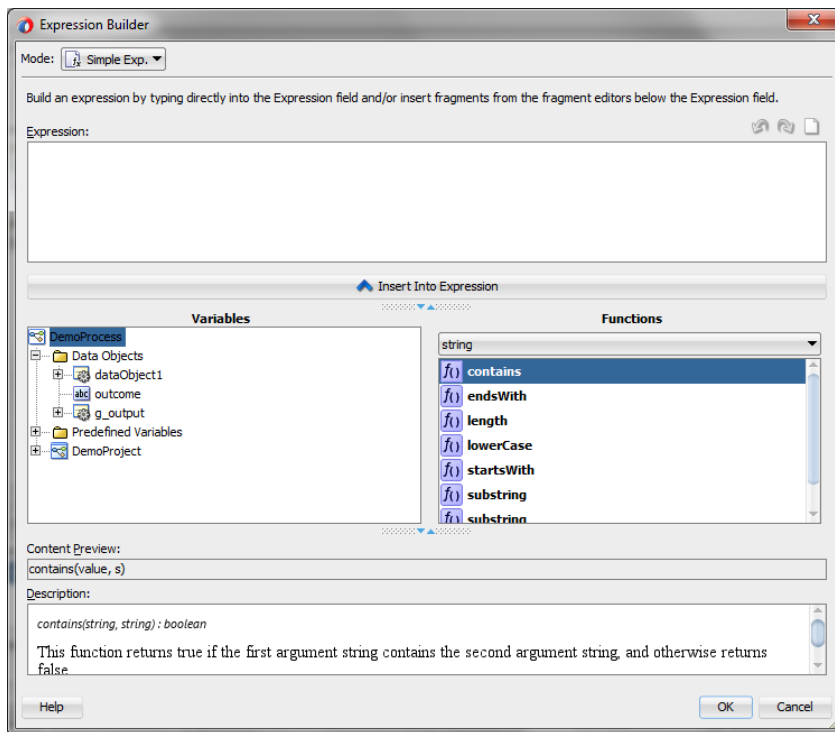 Expression Builder
Mode: Simple Exp.
Build an expression by typing directly into the Expression field and/or insert fragments from the fragment editors below the Expression field.
Expression:
Insert Into Expression
Variables
DemoProcess
Data Objects
dataObject1
abc outcome
g_output
Predefined Variables
DemoProject
Functions
string
f() contains
f() endsWith
f() length
f() lowerCase
f() startsWith
f() substring
f() substring
Content Preview:
contains(value, s)
Description:
contains(string, string) : boolean
This function returns true if the first argument string contains the second argument string, and otherwise returns
false
Help
OK
Cancel